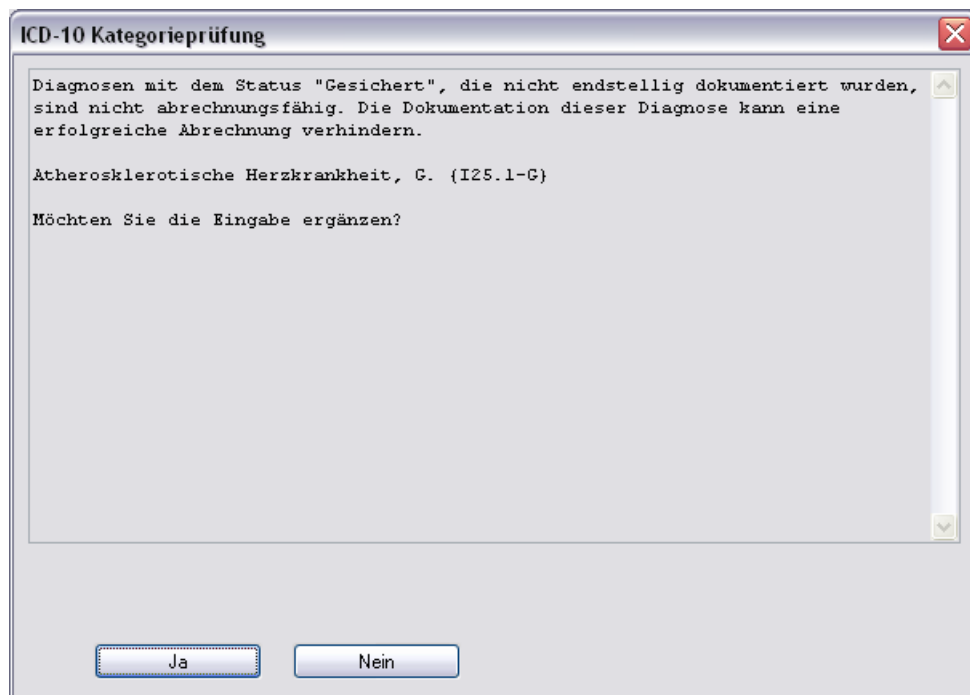 ICD-10 Kategorieprüfung
Diagnosen mit dem Status "Gesichert", die nicht endstellig dokumentiert wurden,
sind nicht abrechnungsfähig. Die Dokumentation dieser Diagnose kann eine
erfolgreiche Abrechnung verhindern.
Atherosklerotische Herzkrankheit, G. {I25.1-G}
Möchten Sie die Eingabe ergänzen?
Ja
Nein